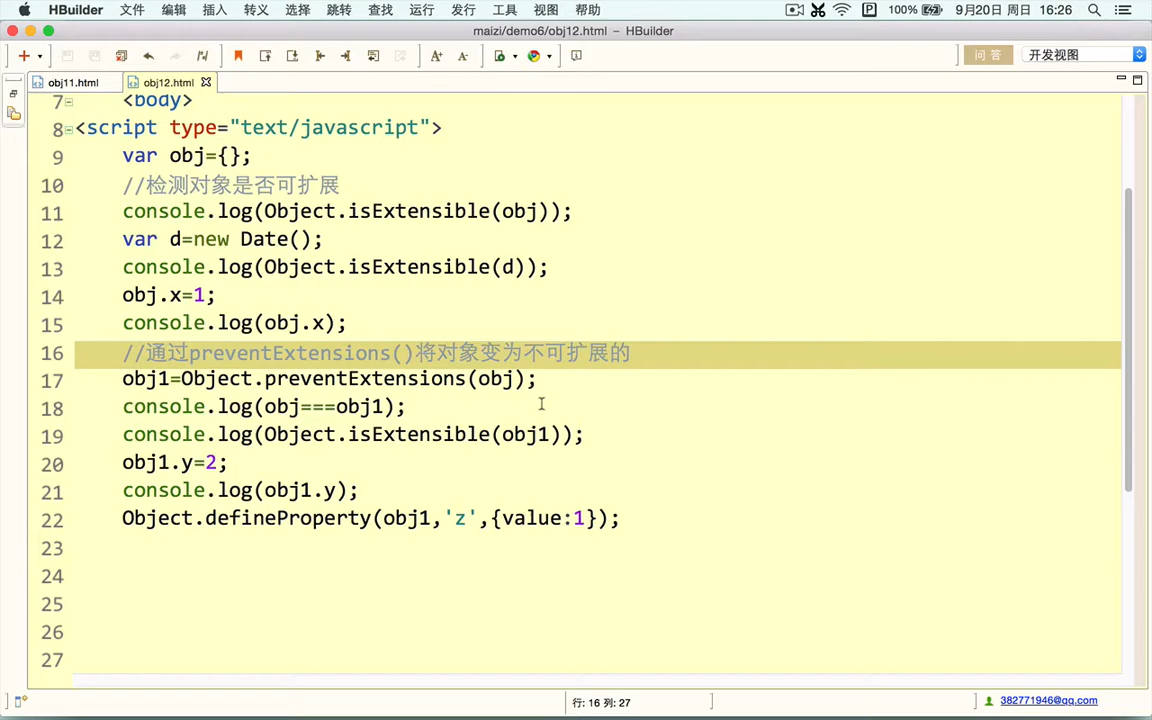 HBuilder 文件 编辑 插入 转义 选择 跳转 查找 运行 发行 工具 视图 帮助 100% 9月20日 周日 16:26
maizi/demo6/obj12.html – HBuilder
问 答 开发视图
obj11.html obj12.html
7 <body>
8 <script type="text/javascript">
9 var obj={};
10 //检测对象是否可扩展
11 console.log(Object.isExtensible(obj));
12 var d=new Date();
13 console.log(Object.isExtensible(d));
14 obj.x=1;
15 console.log(obj.x);
16 //通过preventExtensions()将对象变为不可扩展的
17 obj1=Object.preventExtensions(obj);
18 console.log(obj===obj1);
19 console.log(Object.isExtensible(obj1));
20 obj1.y=2;
21 console.log(obj1.y);
22 Object.defineProperty(obj1,'z',{value:1});
23
24
25
26
27
行: 16 列: 27 382771946@qq.com